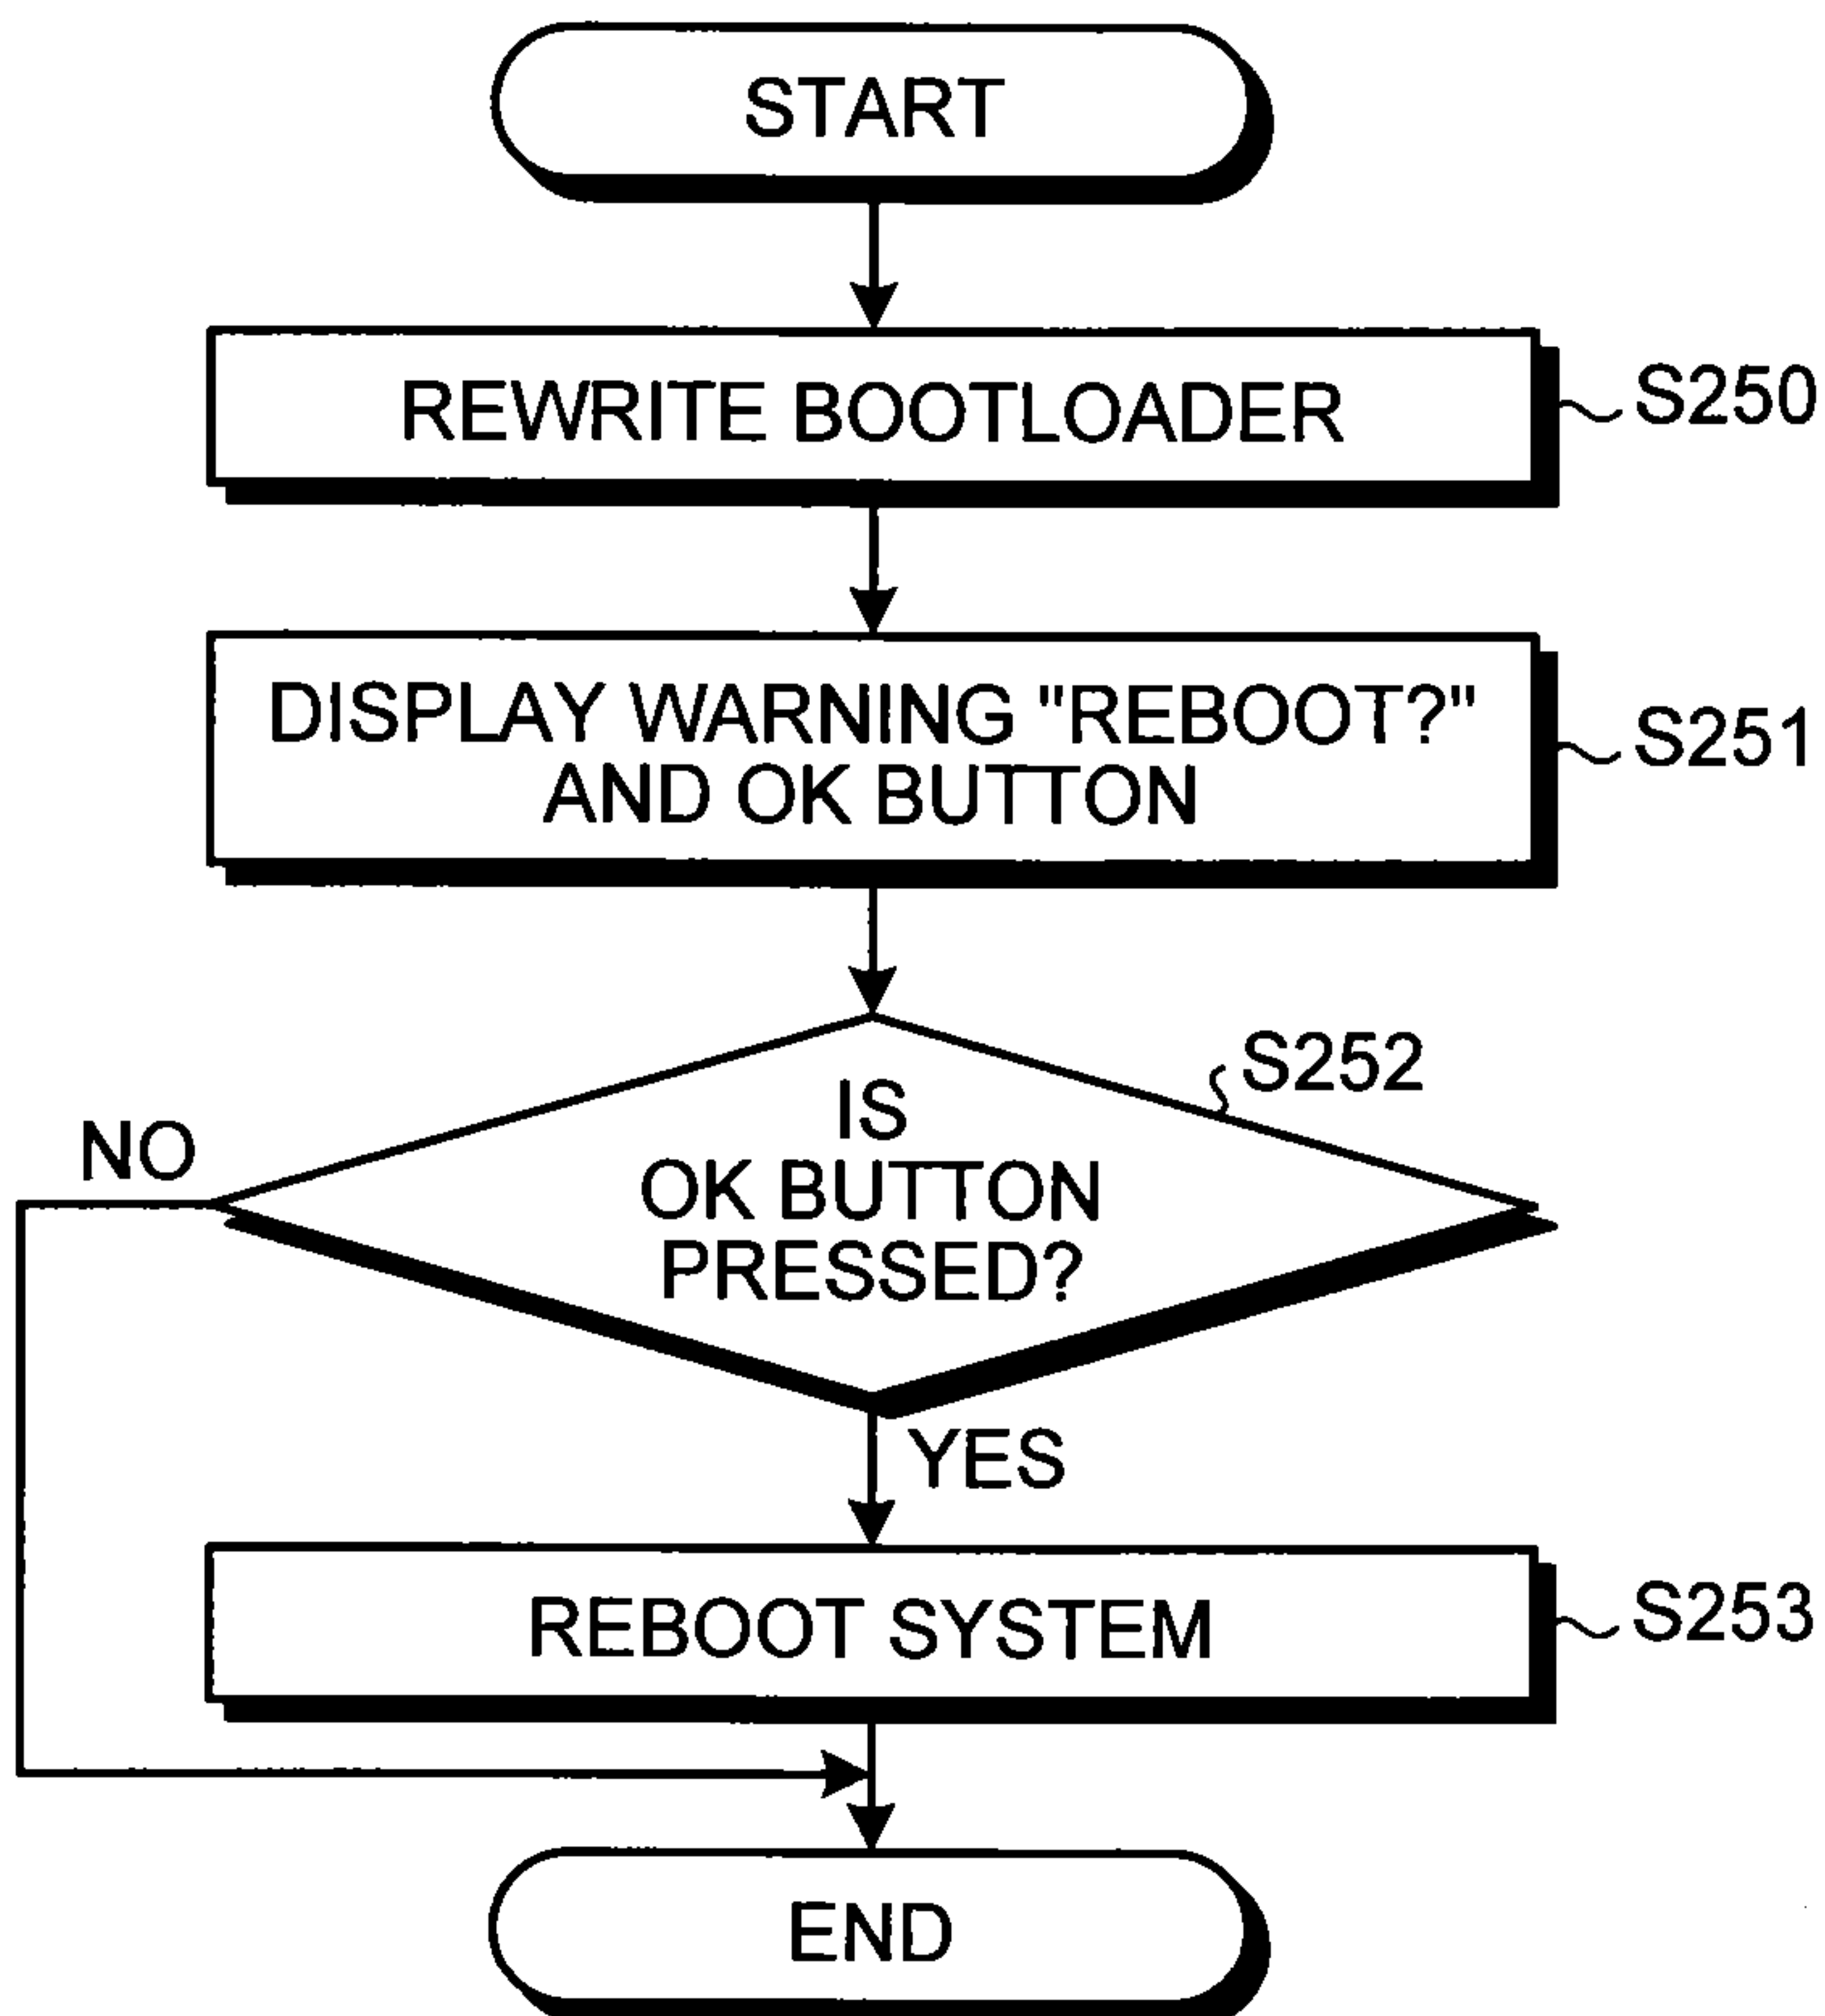 START
REWRITE BOOTLOADER
S250
DISPLAY WARNING "REBOOT?"
AND OK BUTTON
S251
S252
IS
OK BUTTON
PRESSED?
NO
YES
REBOOT SYSTEM
S253
END